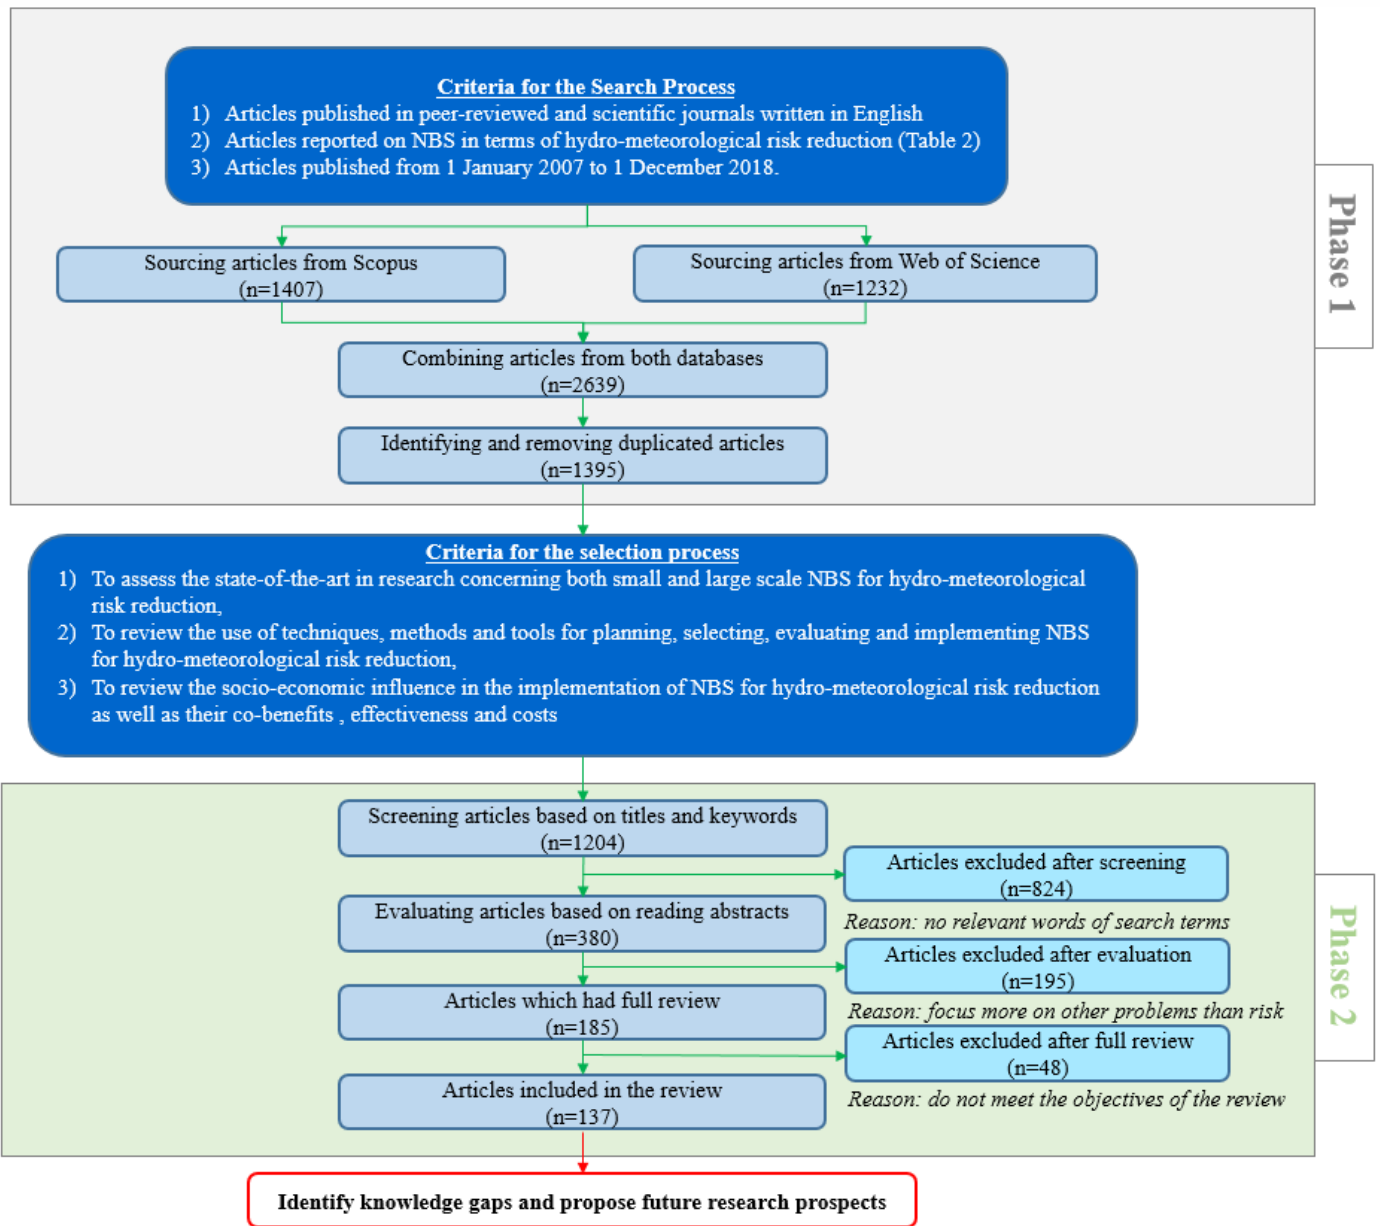 Criteria for the Search Process
1) Articles published in peer-reviewed and scientific journals written in English
2) Articles reported on NBS in terms of hydro-meteorological risk reduction (Table 2)
3) Articles published from 1 January 2007 to 1 December 2018.
Phase 1
Sourcing articles from Scopus
(n=1407)
Sourcing articles from Web of Science
(n=1232)
Combining articles from both databases
(n=2639)
Identifying and removing duplicated articles
(n=1395)
Criteria for the selection process
1) To assess the state-of-the-art in research concerning both small and large scale NBS for hydro-meteorological
risk reduction,
2) To review the use of techniques, methods and tools for planning, selecting, evaluating and implementing NBS
for hydro-meteorological risk reduction,
3) To review the socio-economic influence in the implementation of NBS for hydro-meteorological risk reduction
as well as their co-benefits , effectiveness and costs
Phase 2
Screening articles based on titles and keywords
(n=1204)
Articles excluded after screening
(n=824)
Reason: no relevant words of search terms
Evaluating articles based on reading abstracts
(n=380)
Articles excluded after evaluation
(n=195)
Reason: focus more on other problems than risk
Articles which had full review
(n=185)
Articles excluded after full review
(n=48)
Reason: do not meet the objectives of the review
Articles included in the review
(n=137)
Identify knowledge gaps and propose future research prospects